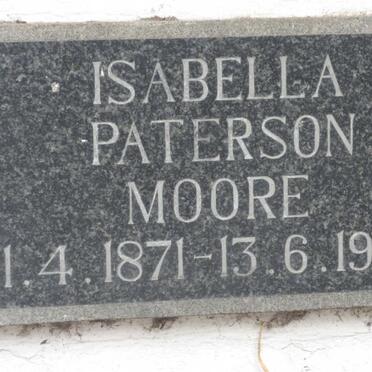 ISABELLA
PATERSON
MOORE
1.4.1871-13.6.19